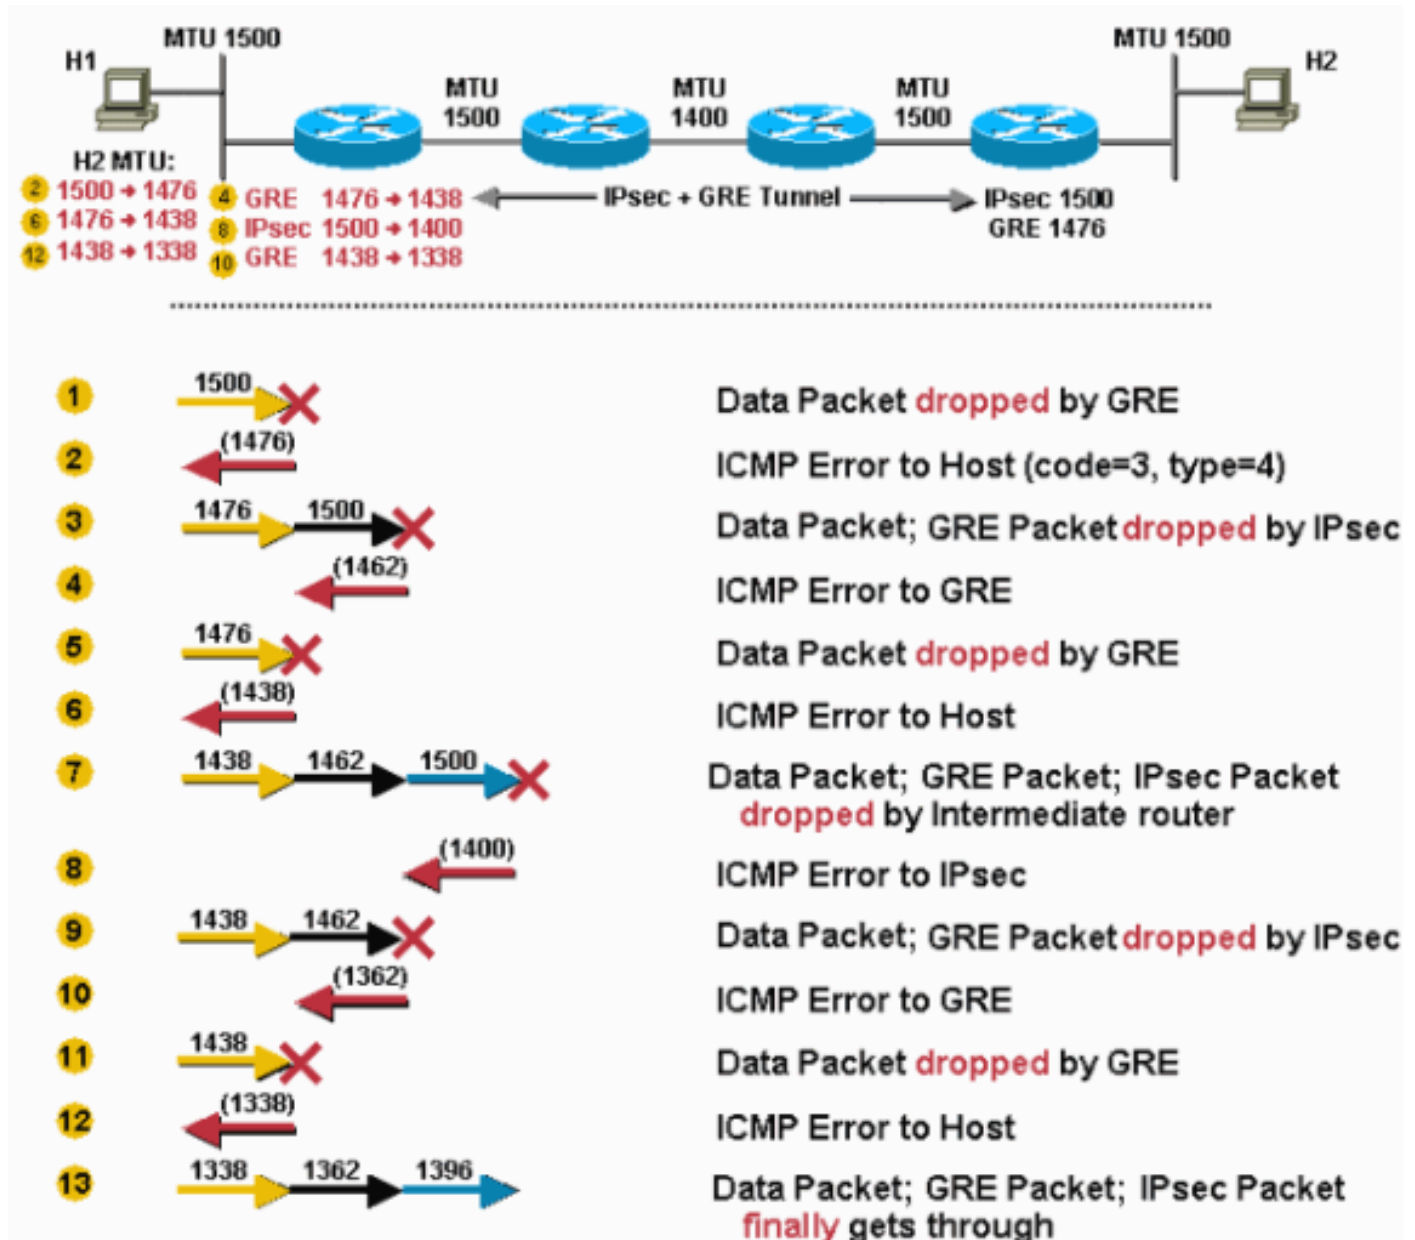 MTU 1500
MTU 1500
H1
H2
MTU
1500
MTU
1400
MTU
1500
H2 MTU:
2 1500 → 1476
6 1476 → 1438
12 1438 → 1338
4 GRE 1476 → 1438
8 IPsec 1500 → 1400
10 GRE 1438 → 1338
IPsec + GRE Tunnel
IPsec 1500
GRE 1476
1 1500 Data Packet dropped by GRE
2 (1476) ICMP Error to Host (code=3, type=4)
3 1476 1500 Data Packet; GRE Packet dropped by IPsec
4 (1462) ICMP Error to GRE
5 1476 Data Packet dropped by GRE
6 (1438) ICMP Error to Host
7 1438 1462 1500 Data Packet; GRE Packet; IPsec Packet
dropped by Intermediate router
8 (1400) ICMP Error to IPsec
9 1438 1462 Data Packet; GRE Packet dropped by IPsec
10 (1362) ICMP Error to GRE
11 1438 Data Packet dropped by GRE
12 (1338) ICMP Error to Host
13 1338 1362 1396 Data Packet; GRE Packet; IPsec Packet
finally gets through